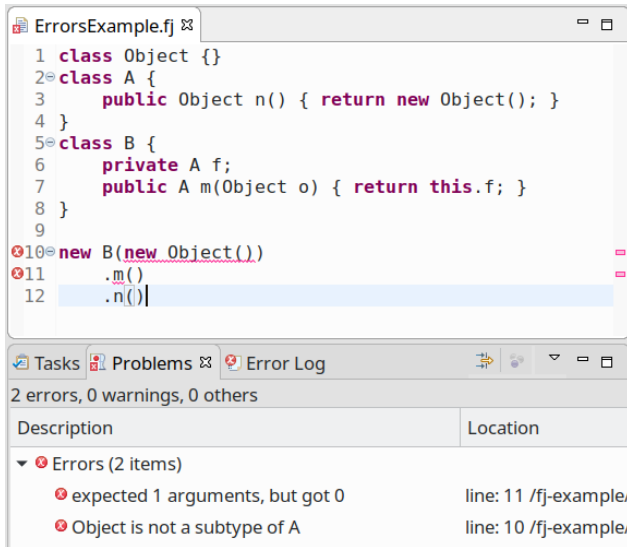 ErrorsExample.fj
1 class Object {}
2 class A {
3     public Object n() { return new Object(); }
4 }
5 class B {
6     private A f;
7     public A m(Object o) { return this.f; }
8 }
9
10 new B(new Object())
11     .m()
12     .n()
Tasks Problems Error Log
2 errors, 0 warnings, 0 others
Description Location
Errors (2 items)
expected 1 arguments, but got 0 line: 11 /fj-example/
Object is not a subtype of A line: 10 /fj-example/